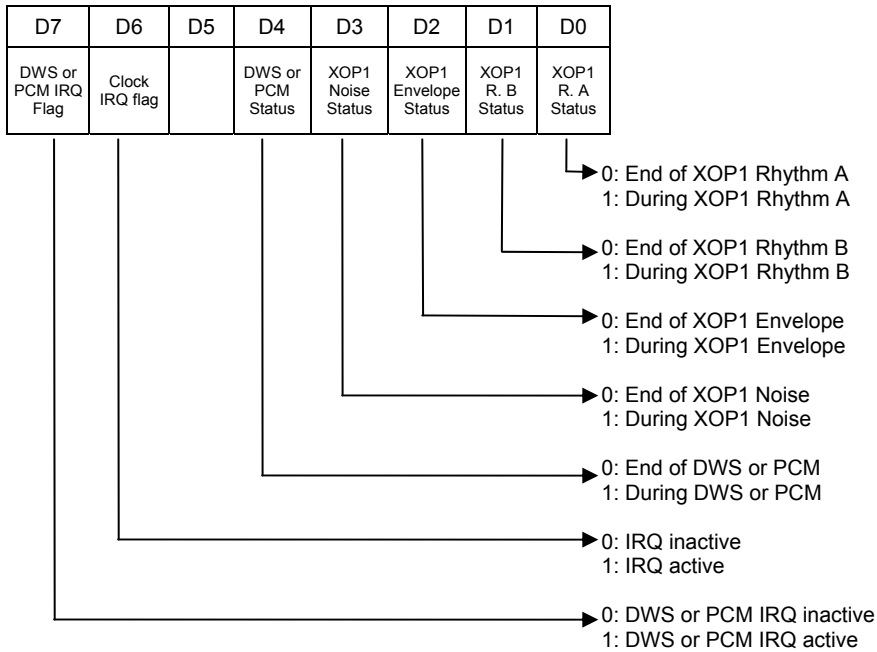 D7 D6 D5 D4 D3 D2 D1 D0
DWS or PCM IRQ Flag
Clock IRQ flag
DWS or PCM Status
XOP1 Noise Status
XOP1 Envelope Status
XOP1 R. B Status
XOP1 R. A Status
0: End of XOP1 Rhythm A
1: During XOP1 Rhythm A
0: End of XOP1 Rhythm B
1: During XOP1 Rhythm B
0: End of XOP1 Envelope
1: During XOP1 Envelope
0: End of XOP1 Noise
1: During XOP1 Noise
0: End of DWS or PCM
1: During DWS or PCM
0: IRQ inactive
1: IRQ active
0: DWS or PCM IRQ inactive
1: DWS or PCM IRQ active